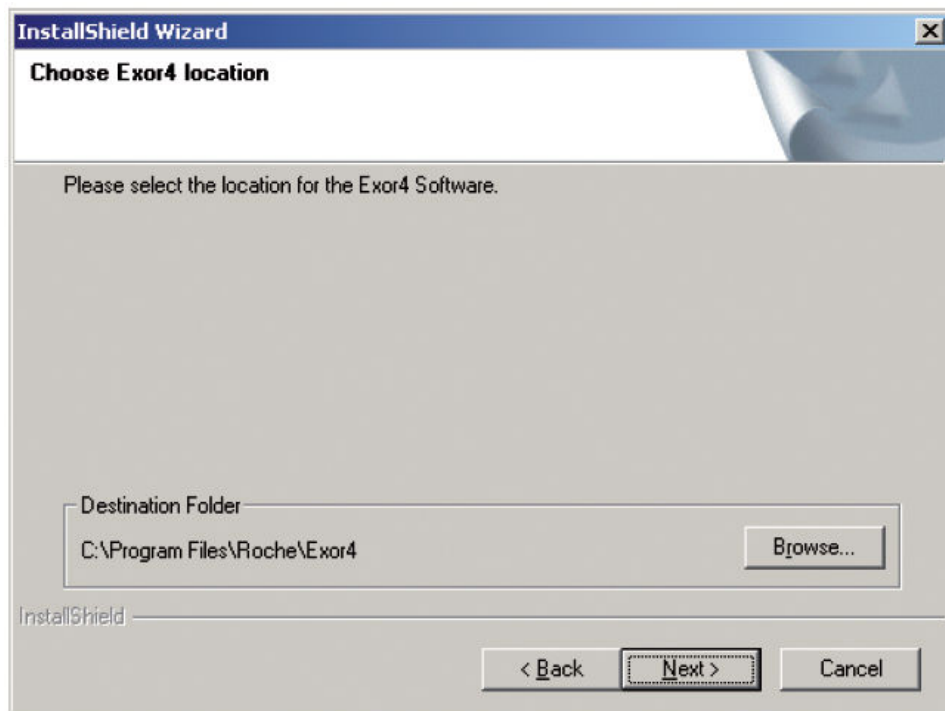 InstallShield Wizard
Choose Exor4 location
Please select the location for the Exor4 Software.
Destination Folder
C:\Program Files\Roche\Exor4
Browse...
InstallShield
< Back
Next >
Cancel